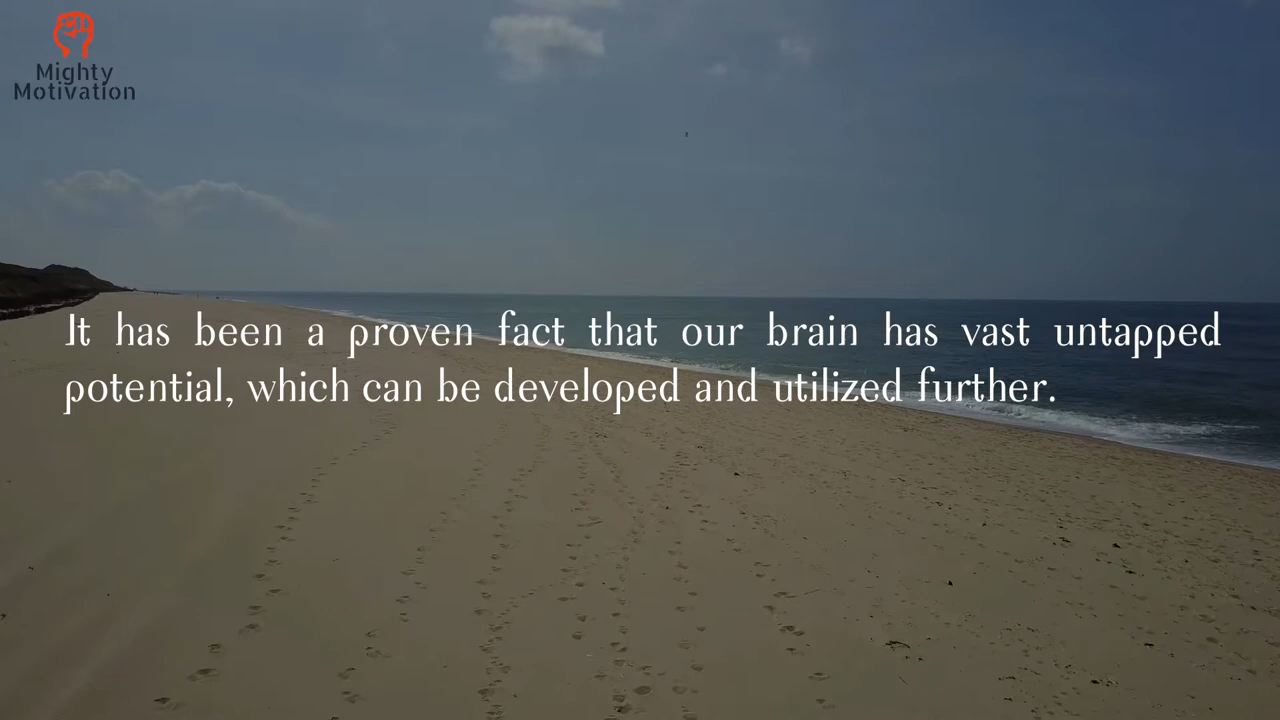 Mighty
Motivation
It has been a proven fact that our brain has vast untapped
potential, which can be developed and utilized further.